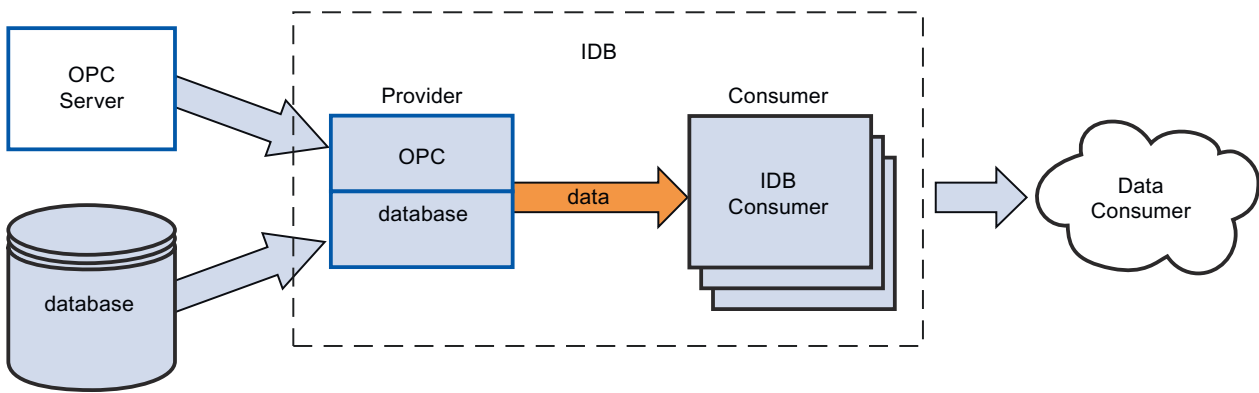 IDB
OPC
Server
Provider
Consumer
OPC
database
data
IDB
Consumer
Data
Consumer
database